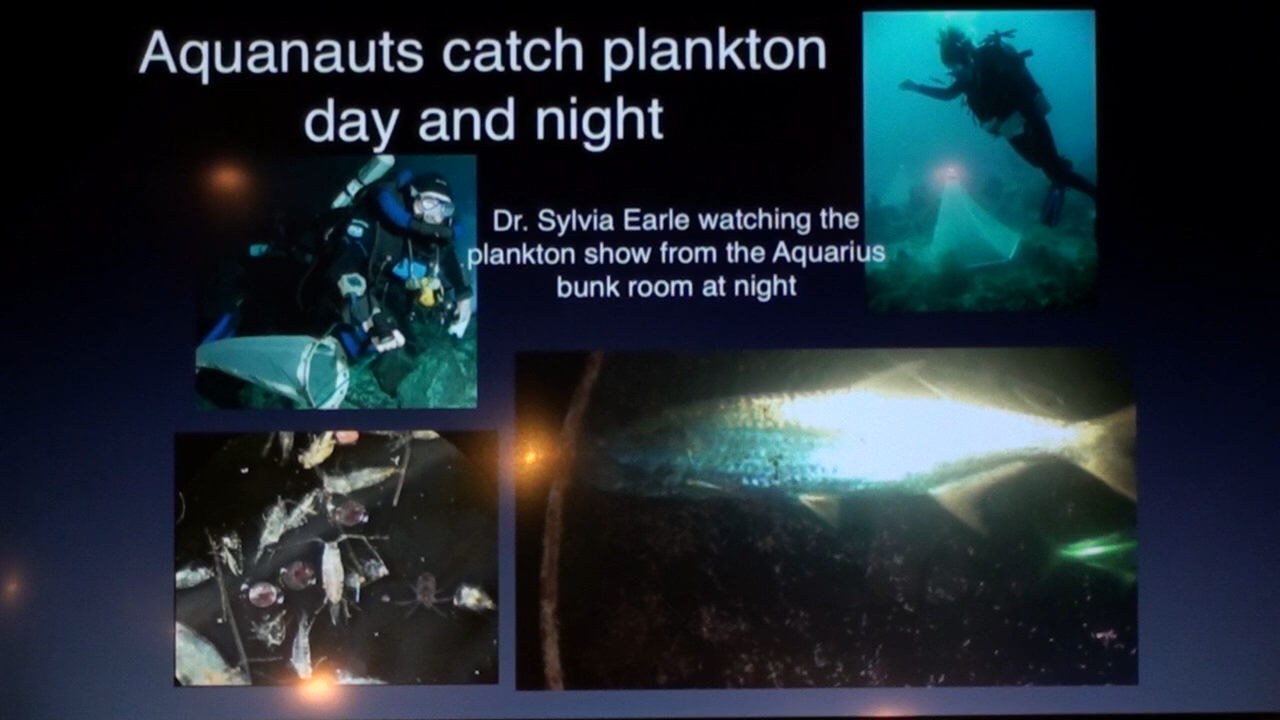 Aquanauts catch plankton
day and night
Dr. Sylvia Earle watching the
plankton show from the Aquarius
bunk room at night